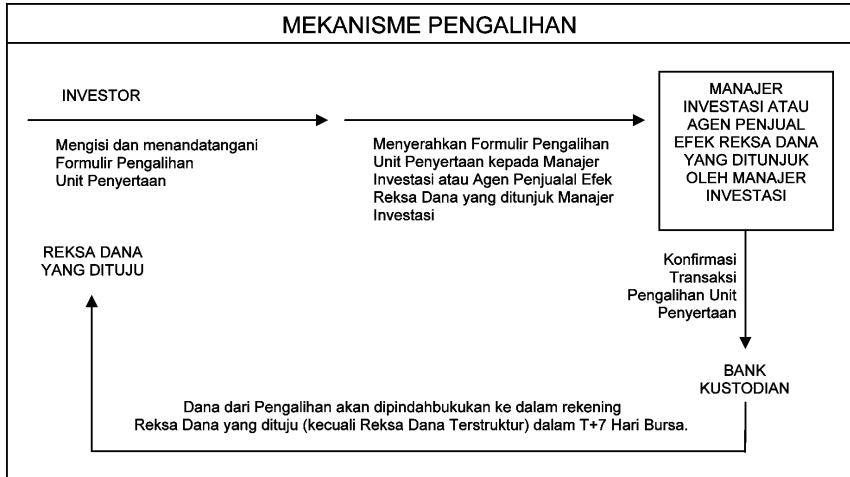 MEKANISME PENGALIHAN
INVESTOR
Mengisi dan menandatangani
Formulir Pengalihan
Unit Penyertaan
Menyerahkan Formulir Pengalihan
Unit Penyertaan kepada Manajer
Investasi atau Agen Penjualal Efek
Reksa Dana yang ditunjuk Manajer
Investasi
MANAJER
INVESTASI ATAU
AGEN PENJUAL
EFEK REKSA DANA
YANG DITUNJUK
OLEH MANAJER
INVESTASI
Konfirmasi
Transaksi
Pengalihan Unit
Penyertaan
BANK
KUSTODIAN
Dana dari Pengalihan akan dipindahbukukan ke dalam rekening
Reksa Dana yang dituju (kecuali Reksa Dana Terstruktur) dalam T+7 Hari Bursa.
REKSA DANA
YANG DITUJU